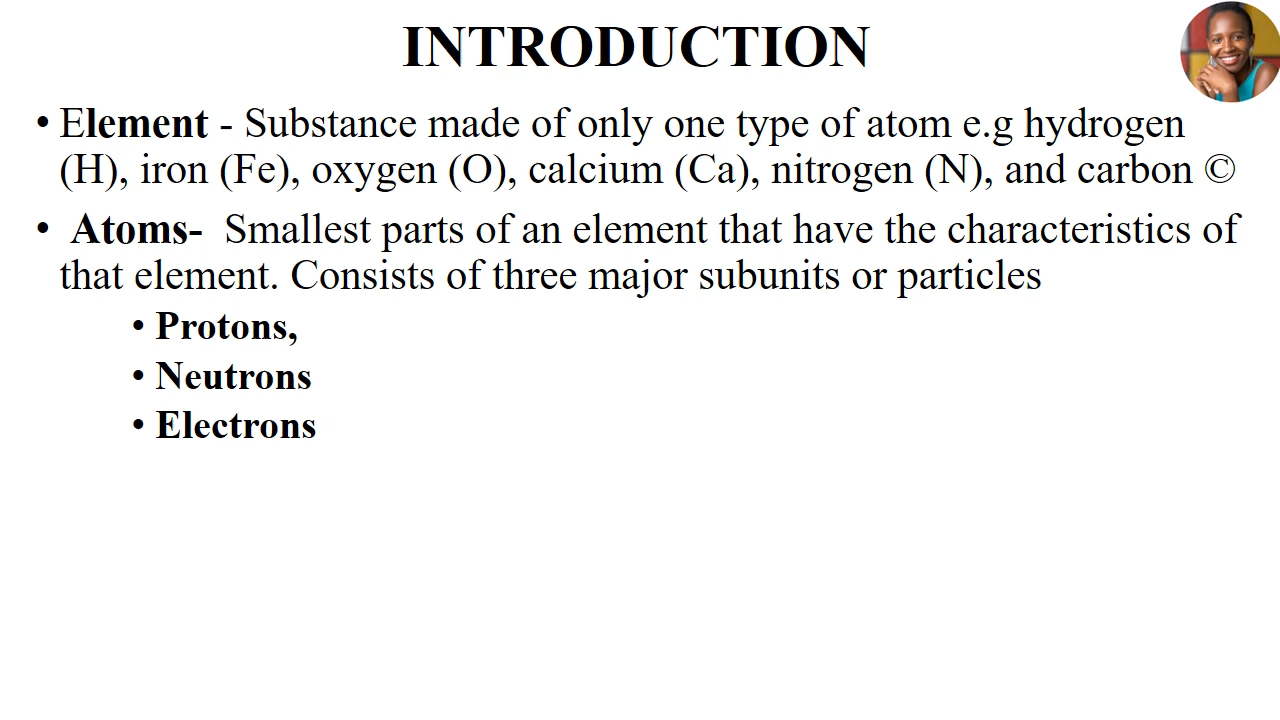 INTRODUCTION
• Element - Substance made of only one type of atom e.g hydrogen
(H), iron (Fe), oxygen (O), calcium (Ca), nitrogen (N), and carbon ©
• Atoms- Smallest parts of an element that have the characteristics of
that element. Consists of three major subunits or particles
• Protons,
• Neutrons
• Electrons